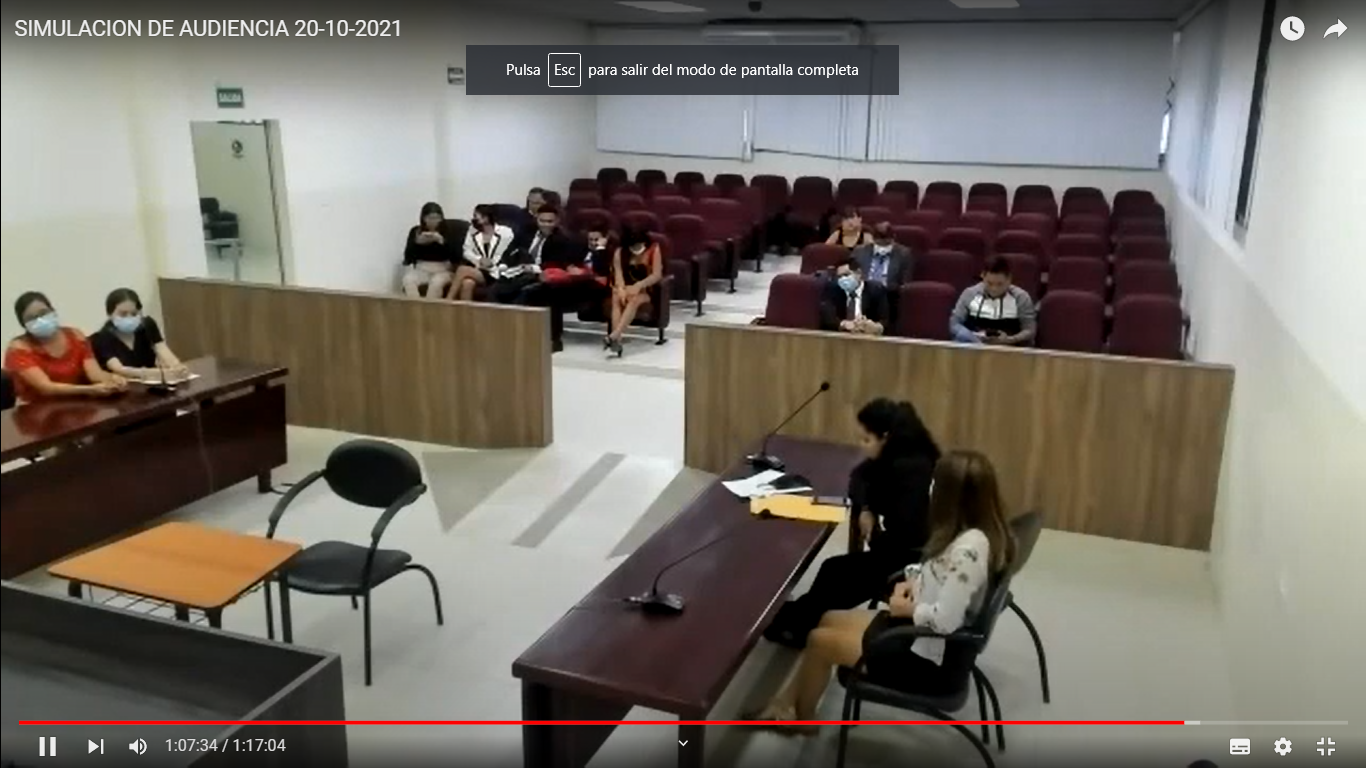 SIMULACION DE AUDIENCIA 20-10-2021
Pulsa Esc para salir del modo de pantalla completa
SALIDA
1:07:34 / 1:17:04